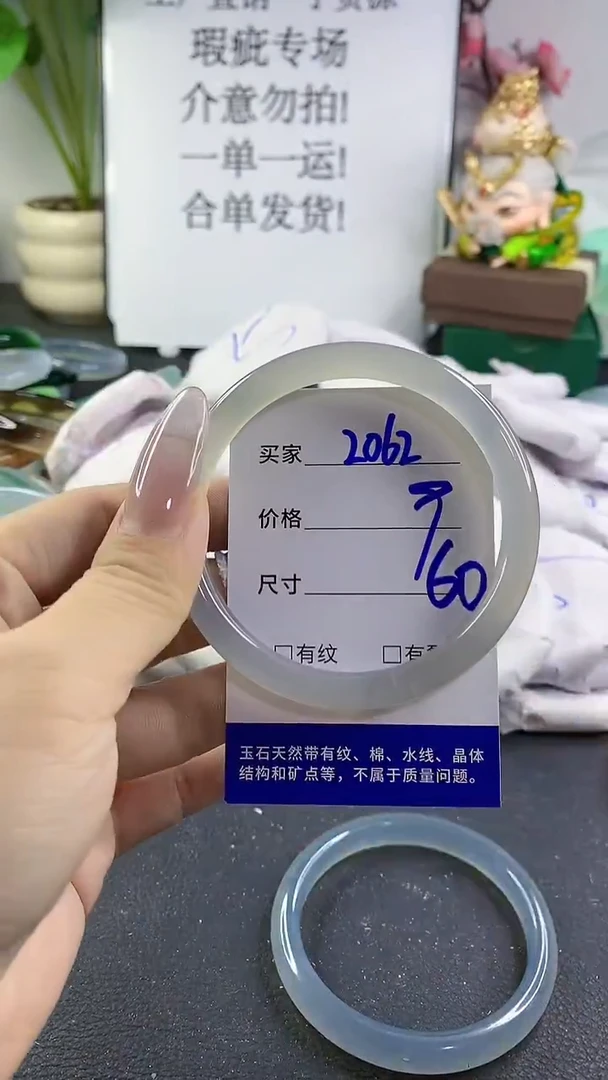 瑕疵专场
介意勿拍!
一单一运!
合单发货!
买家 2062
价格
尺寸 60
□有纹 □有
玉石天然带有纹、棉、水线、晶体
结构和矿点等，不属于质量问题。